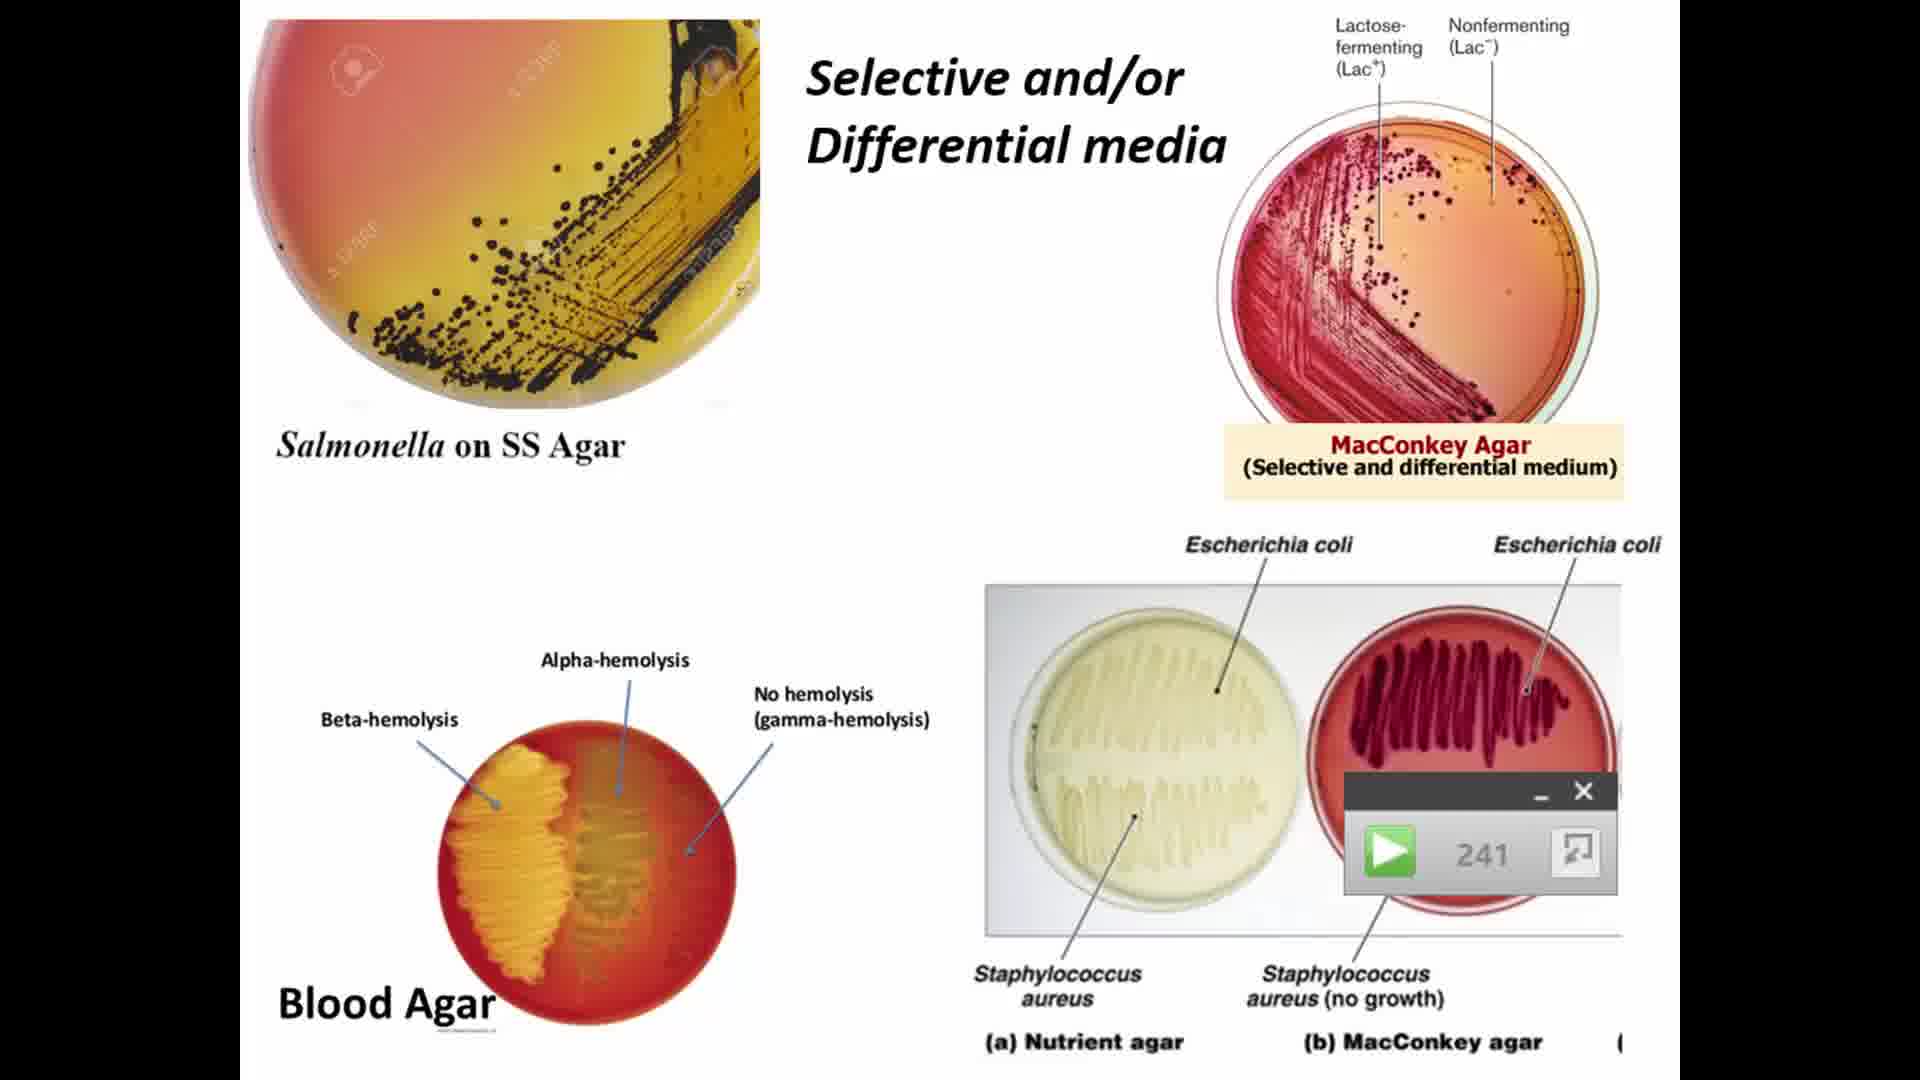 Selective and/or
Differential media
Lactose-
fermenting
(Lac⁺)
Nonfermenting
(Lac⁻)
Salmonella on SS Agar
MacConkey Agar
(Selective and differential medium)
Beta-hemolysis
Alpha-hemolysis
No hemolysis
(gamma-hemolysis)
Blood Agar
Escherichia coli
Escherichia coli
241
Staphylococcus
aureus
Staphylococcus
aureus (no growth)
(a) Nutrient agar
(b) MacConkey agar
(